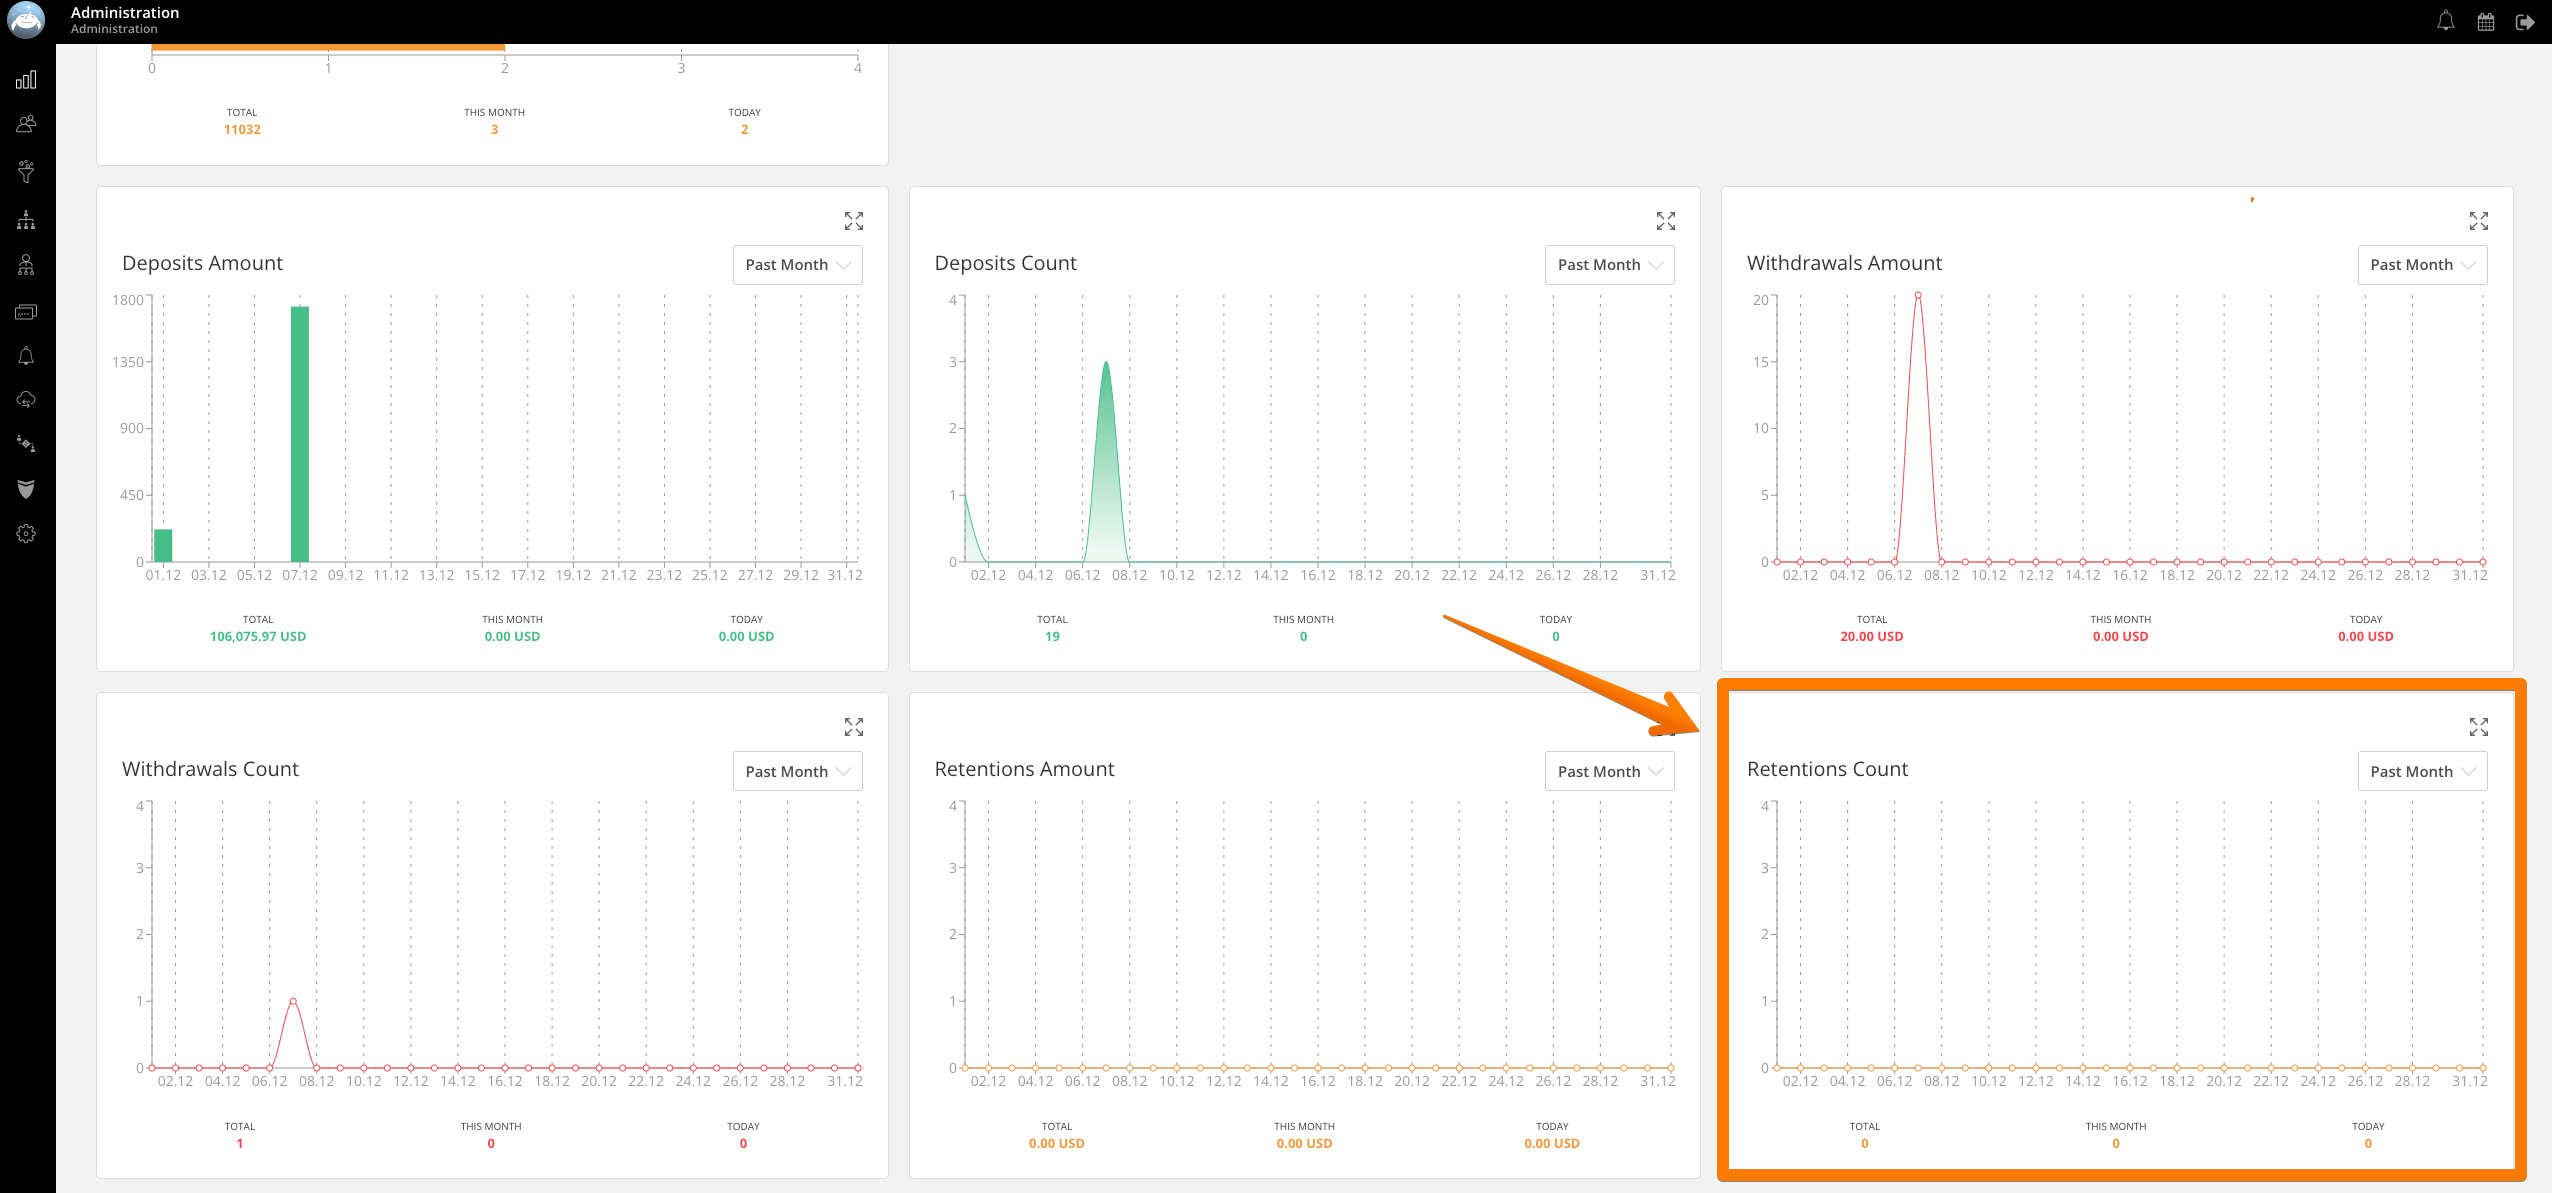 Administration
Administration
0 1 2 3 4
TOTAL THIS MONTH TODAY
11032 3 2
Deposits Amount
Past Month
1800
1350
900
450
0
01.12 03.12 05.12 07.12 09.12 11.12 13.12 15.12 17.12 19.12 21.12 23.12 25.12 27.12 29.12 31.12
TOTAL THIS MONTH TODAY
106,075.97 USD 0.00 USD 0.00 USD
Deposits Count
Past Month
4
3
2
1
0
02.12 04.12 06.12 08.12 10.12 12.12 14.12 16.12 18.12 20.12 22.12 24.12 26.12 28.12 31.12
TOTAL THIS MONTH TODAY
19 0 0
Withdrawals Amount
Past Month
20
15
10
5
0
02.12 04.12 06.12 08.12 10.12 12.12 14.12 16.12 18.12 20.12 22.12 24.12 26.12 28.12 31.12
TOTAL THIS MONTH TODAY
20.00 USD 0.00 USD 0.00 USD
Withdrawals Count
Past Month
4
3
2
1
0
02.12 04.12 06.12 08.12 10.12 12.12 14.12 16.12 18.12 20.12 22.12 24.12 26.12 28.12 31.12
TOTAL THIS MONTH TODAY
1 0 0
Retentions Amount
Past Month
4
3
2
1
0
02.12 04.12 06.12 08.12 10.12 12.12 14.12 16.12 18.12 20.12 22.12 24.12 26.12 28.12 31.12
TOTAL THIS MONTH TODAY
0.00 USD 0.00 USD 0.00 USD
Retentions Count
Past Month
4
3
2
1
0
02.12 04.12 06.12 08.12 10.12 12.12 14.12 16.12 18.12 20.12 22.12 24.12 26.12 28.12 31.12
TOTAL THIS MONTH TODAY
0 0 0